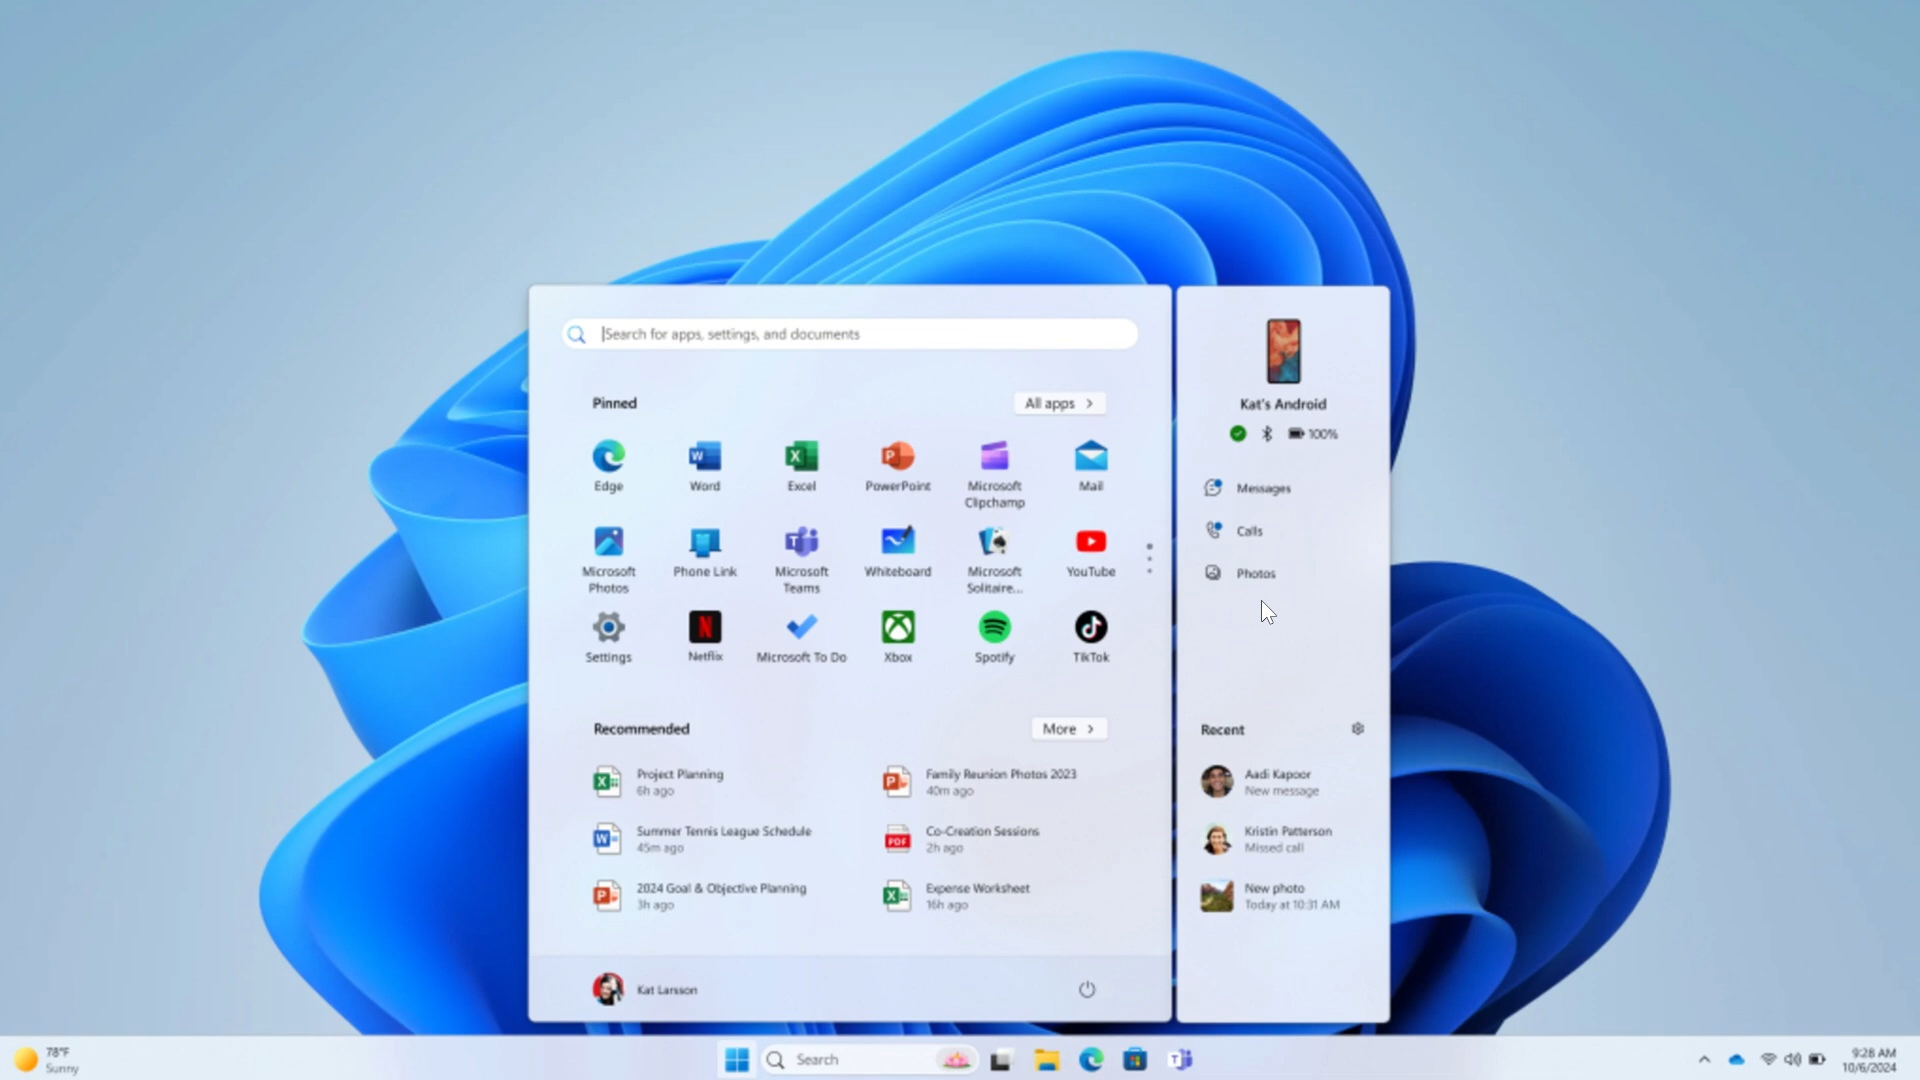 Search for apps, settings, and documents
Pinned
All apps
Edge
Word
Excel
PowerPoint
Microsoft
Clipchamp
Mail
Microsoft
Photos
Phone Link
Microsoft
Teams
Whiteboard
Microsoft
Solitaire...
YouTube
Settings
Netflix
Microsoft To Do
Xbox
Spotify
TikTok
Recommended
More
Project Planning
6h ago
Family Reunion Photos 2023
40m ago
Summer Tennis League Schedule
45m ago
PDF
Co-Creation Sessions
2h ago
2024 Goal & Objective Planning
3h ago
Expense Worksheet
16h ago
Kat Larsson
Kat's Android
100%
Messages
Calls
Photos
Recent
Aadi Kapoor
New message
Kristin Patterson
Missed call
New photo
Today at 10:31 AM
78°F
Sunny
Search
9:28 AM
10/6/2024